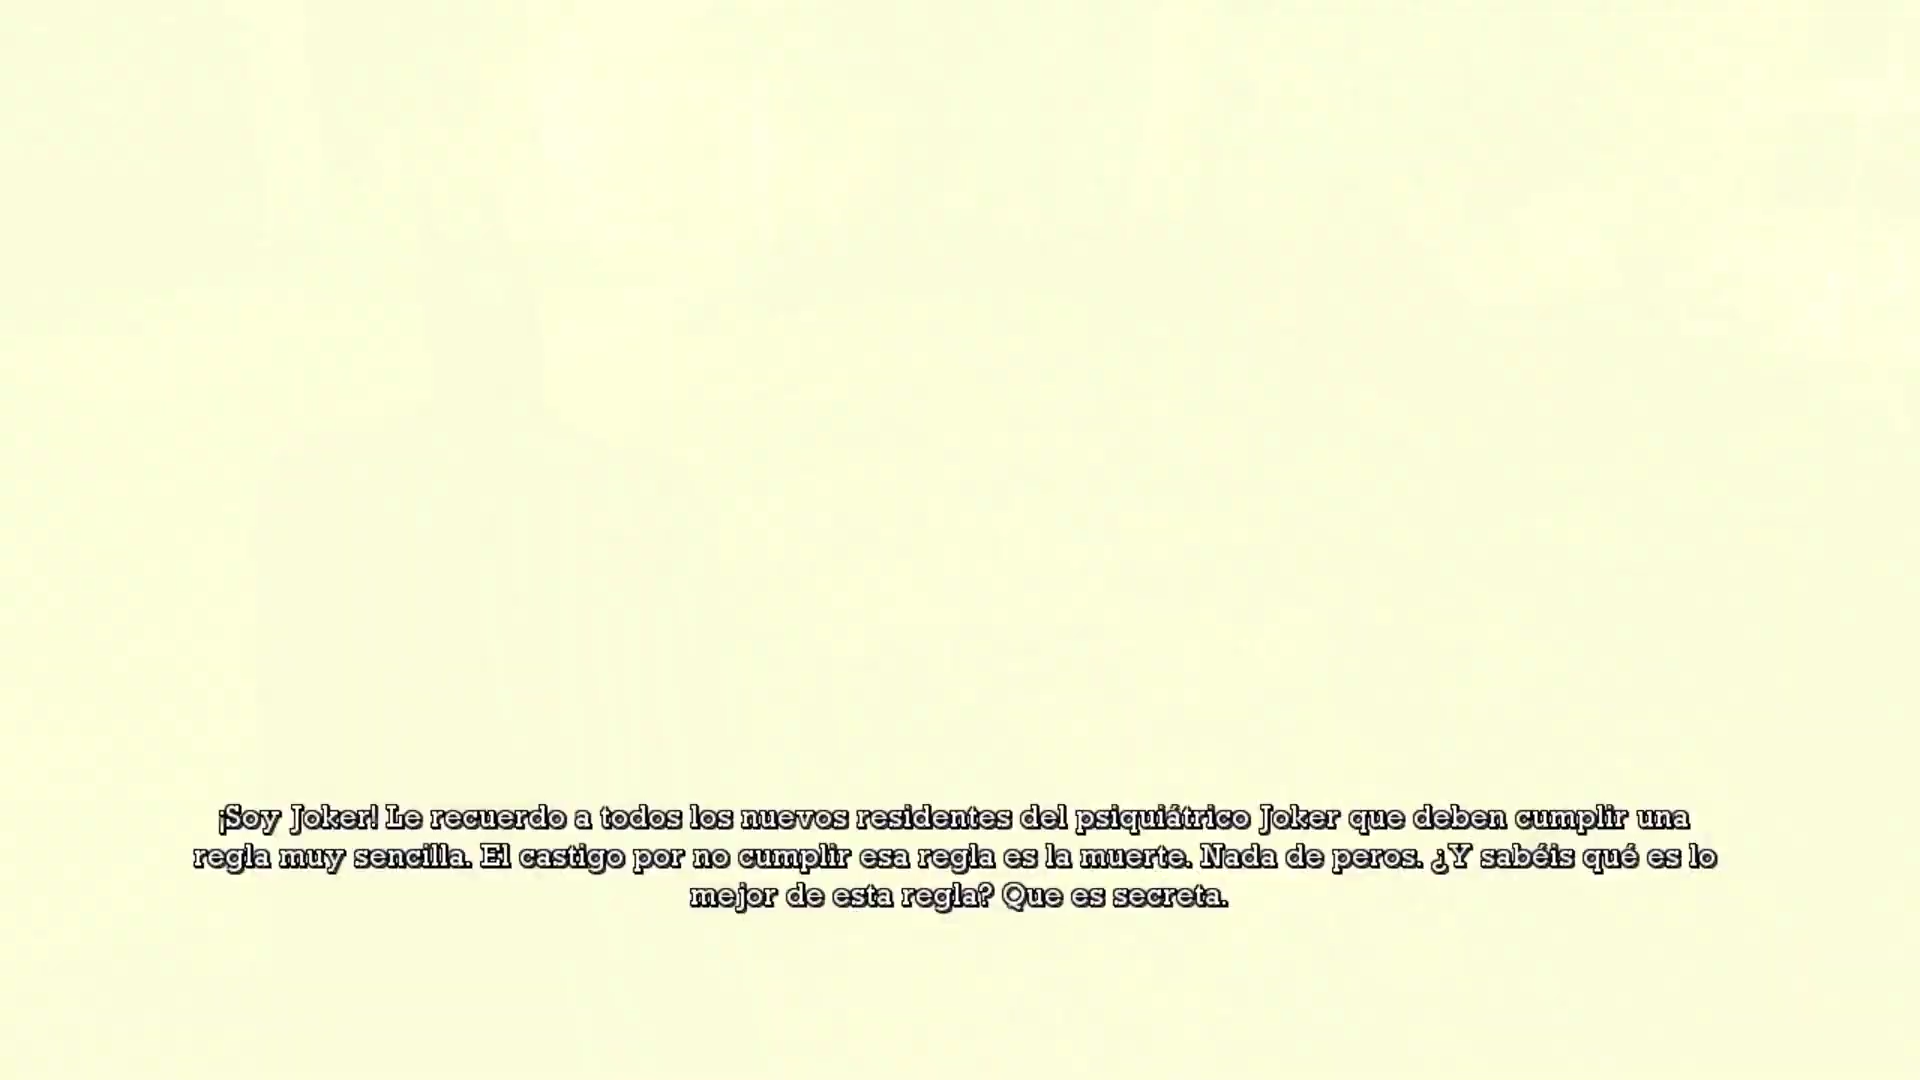 ¡Soy Joker! Le recuerdo a todos los nuevos residentes del psiquiátrico Joker que deben cumplir una
regla muy sencilla. El castigo por no cumplir esa regla es la muerte. Nada de peros. ¿Y sabéis qué es lo
mejor de esta regla? Que es secreta.